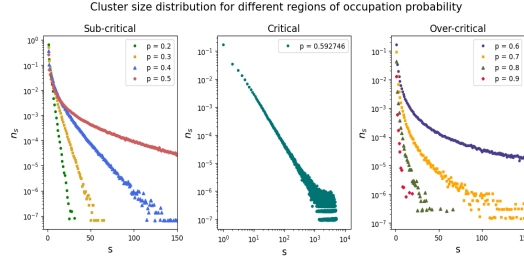 Cluster size distribution for different regions of occupation probability
Sub-critical
Critical
Over-critical
p = 0.2
p = 0.3
p = 0.4
p = 0.5
p = 0.592746
p = 0.6
p = 0.7
p = 0.8
p = 0.9
n_s
10^0
10^{-1}
10^{-2}
10^{-3}
10^{-4}
10^{-5}
10^{-6}
10^{-7}
0
50
100
150
s
n_s
10^{-1}
10^{-2}
10^{-3}
10^{-4}
10^{-5}
10^{-6}
10^{-7}
10^0
10^1
10^2
10^3
10^4
s
n_s
10^0
10^{-1}
10^{-2}
10^{-3}
10^{-4}
10^{-5}
10^{-6}
10^{-7}
0
50
100
150
s